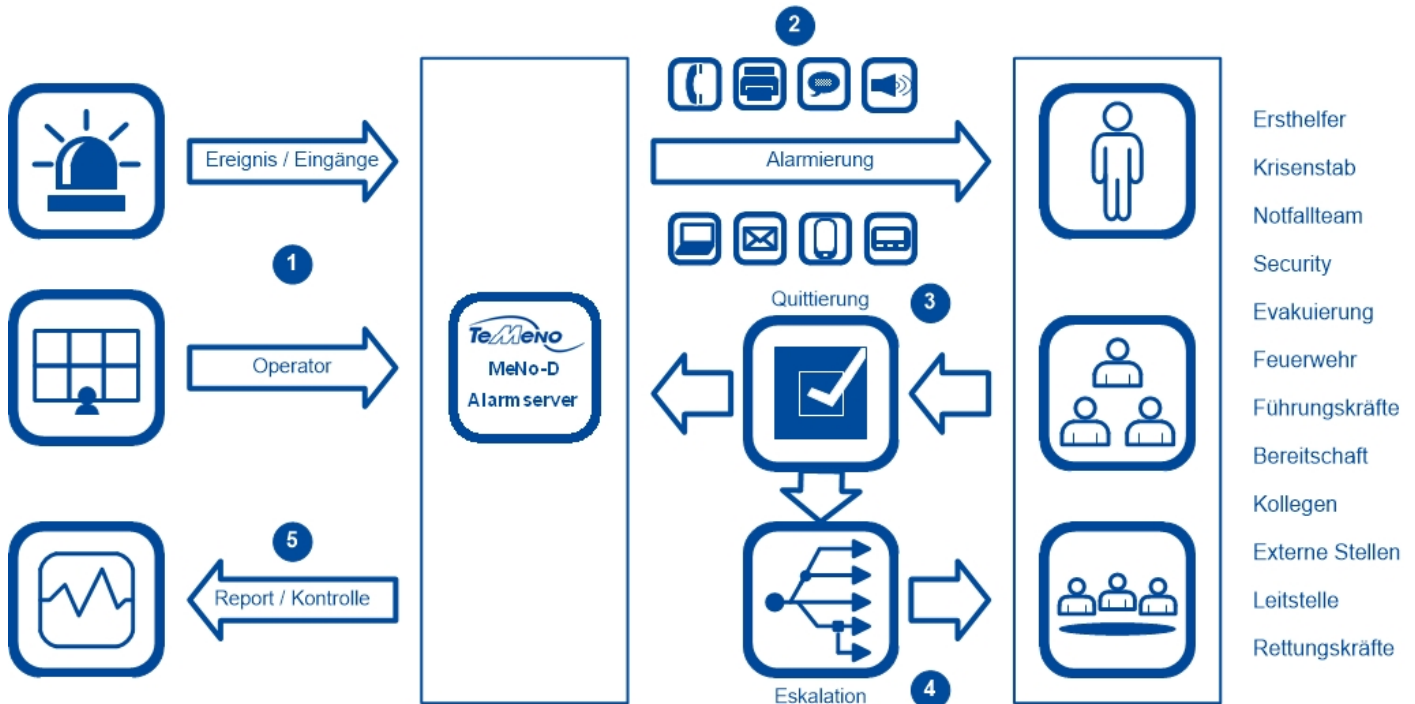 2
Ereignis / Eingänge
Alarmierung
1
Quittierung
3
TeMeNo
MeNo-D
Alarmserver
Operator
5
Report / Kontrolle
Eskalation
4
Ersthelfer
Krisenstab
Notfallteam
Security
Evakuierung
Feuerwehr
Führungskräfte
Bereitschaft
Kollegen
Externe Stellen
Leitstelle
Rettungskräfte